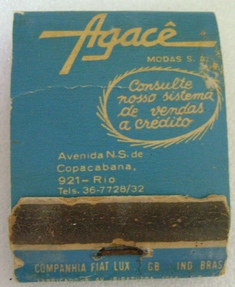 Agacê
MODAS S. A.
Consulte
nosso sistema
de vendas
a crédito
Avenida N.S. de
Copacabana,
921 - Rio
Tels. 36-7728/32
COMPANHIA FIAT LUX GB IND BRAS